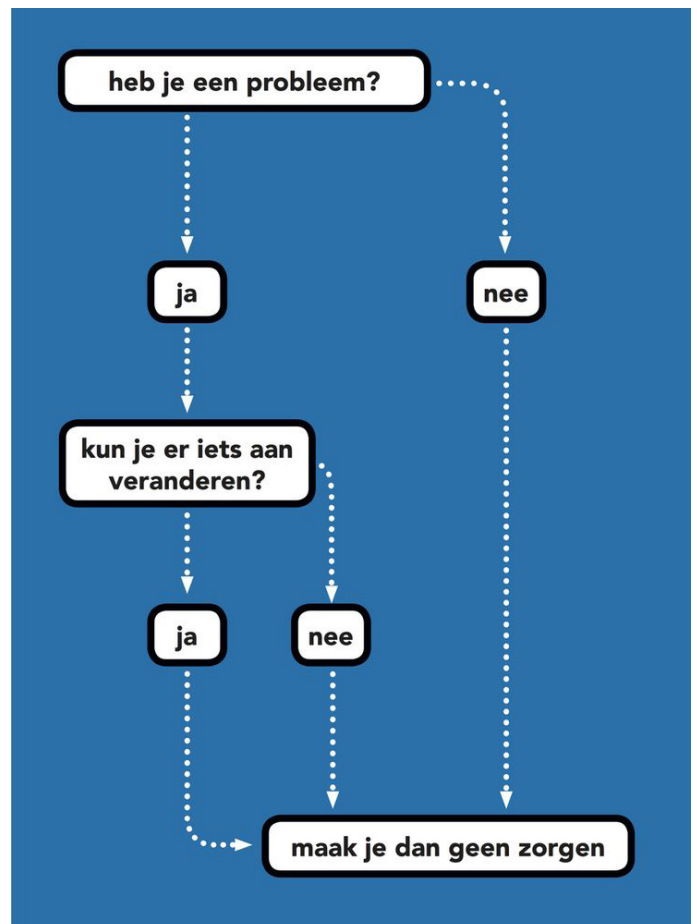 heb je een probleem?
ja
nee
kun je er iets aan
veranderen?
ja
nee
maak je dan geen zorgen